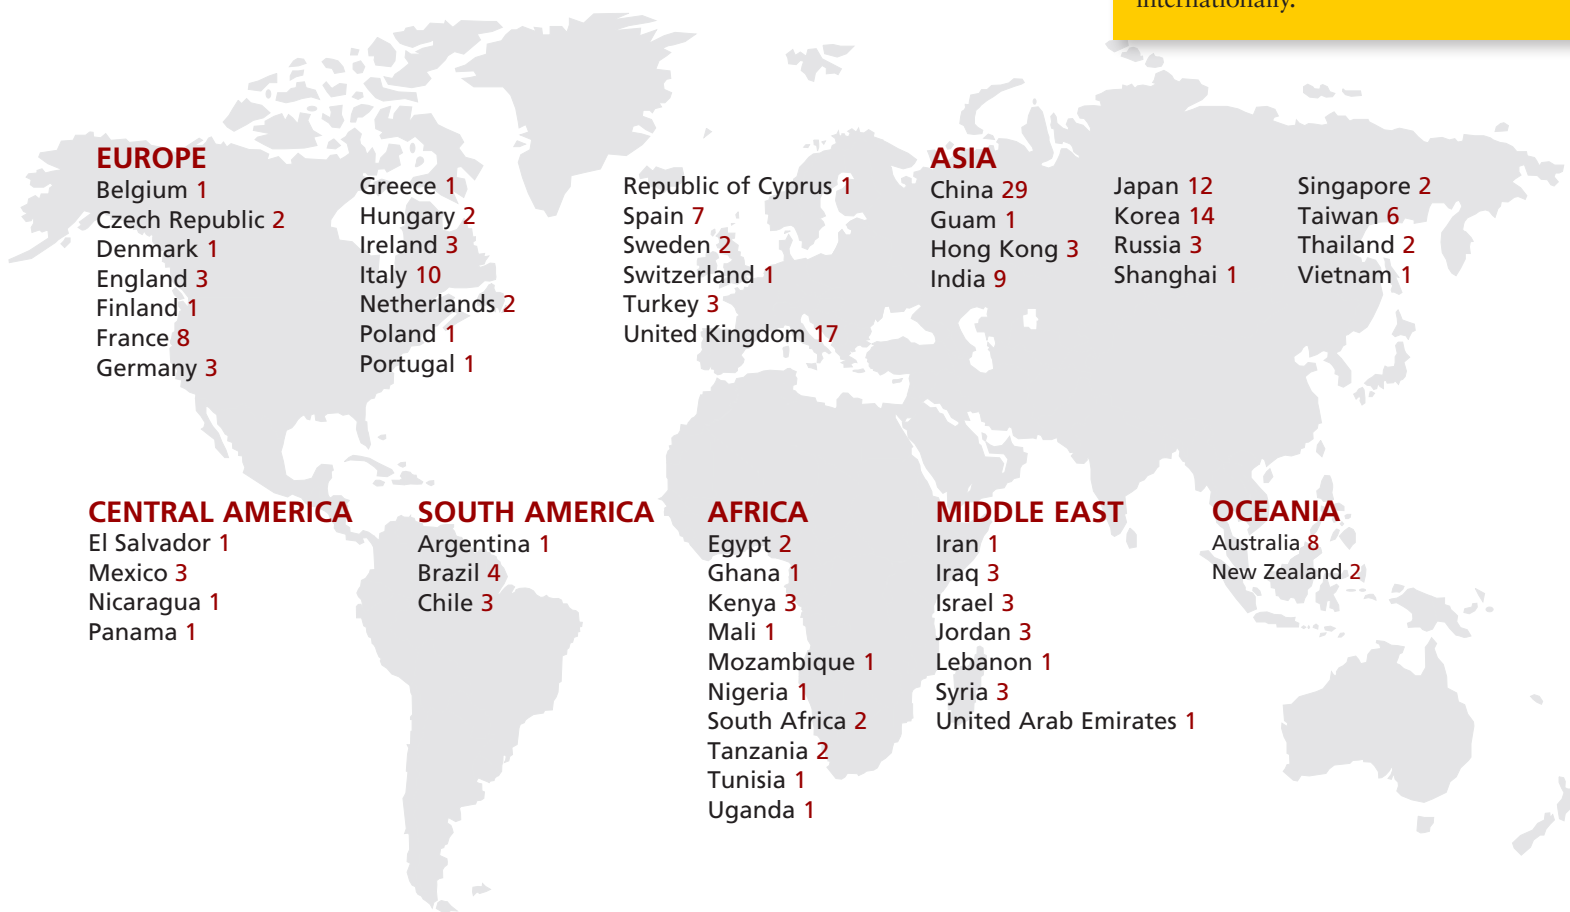 internationally.
EUROPE
Belgium 1
Czech Republic 2
Denmark 1
England 3
Finland 1
France 8
Germany 3
Greece 1
Hungary 2
Ireland 3
Italy 10
Netherlands 2
Poland 1
Portugal 1
Republic of Cyprus 1
Spain 7
Sweden 2
Switzerland 1
Turkey 3
United Kingdom 17
ASIA
China 29
Guam 1
Hong Kong 3
India 9
Japan 12
Korea 14
Russia 3
Shanghai 1
Singapore 2
Taiwan 6
Thailand 2
Vietnam 1
CENTRAL AMERICA
El Salvador 1
Mexico 3
Nicaragua 1
Panama 1
SOUTH AMERICA
Argentina 1
Brazil 4
Chile 3
AFRICA
Egypt 2
Ghana 1
Kenya 3
Mali 1
Mozambique 1
Nigeria 1
South Africa 2
Tanzania 2
Tunisia 1
Uganda 1
MIDDLE EAST
Iran 1
Iraq 3
Israel 3
Jordan 3
Lebanon 1
Syria 3
United Arab Emirates 1
OCEANIA
Australia 8
New Zealand 2